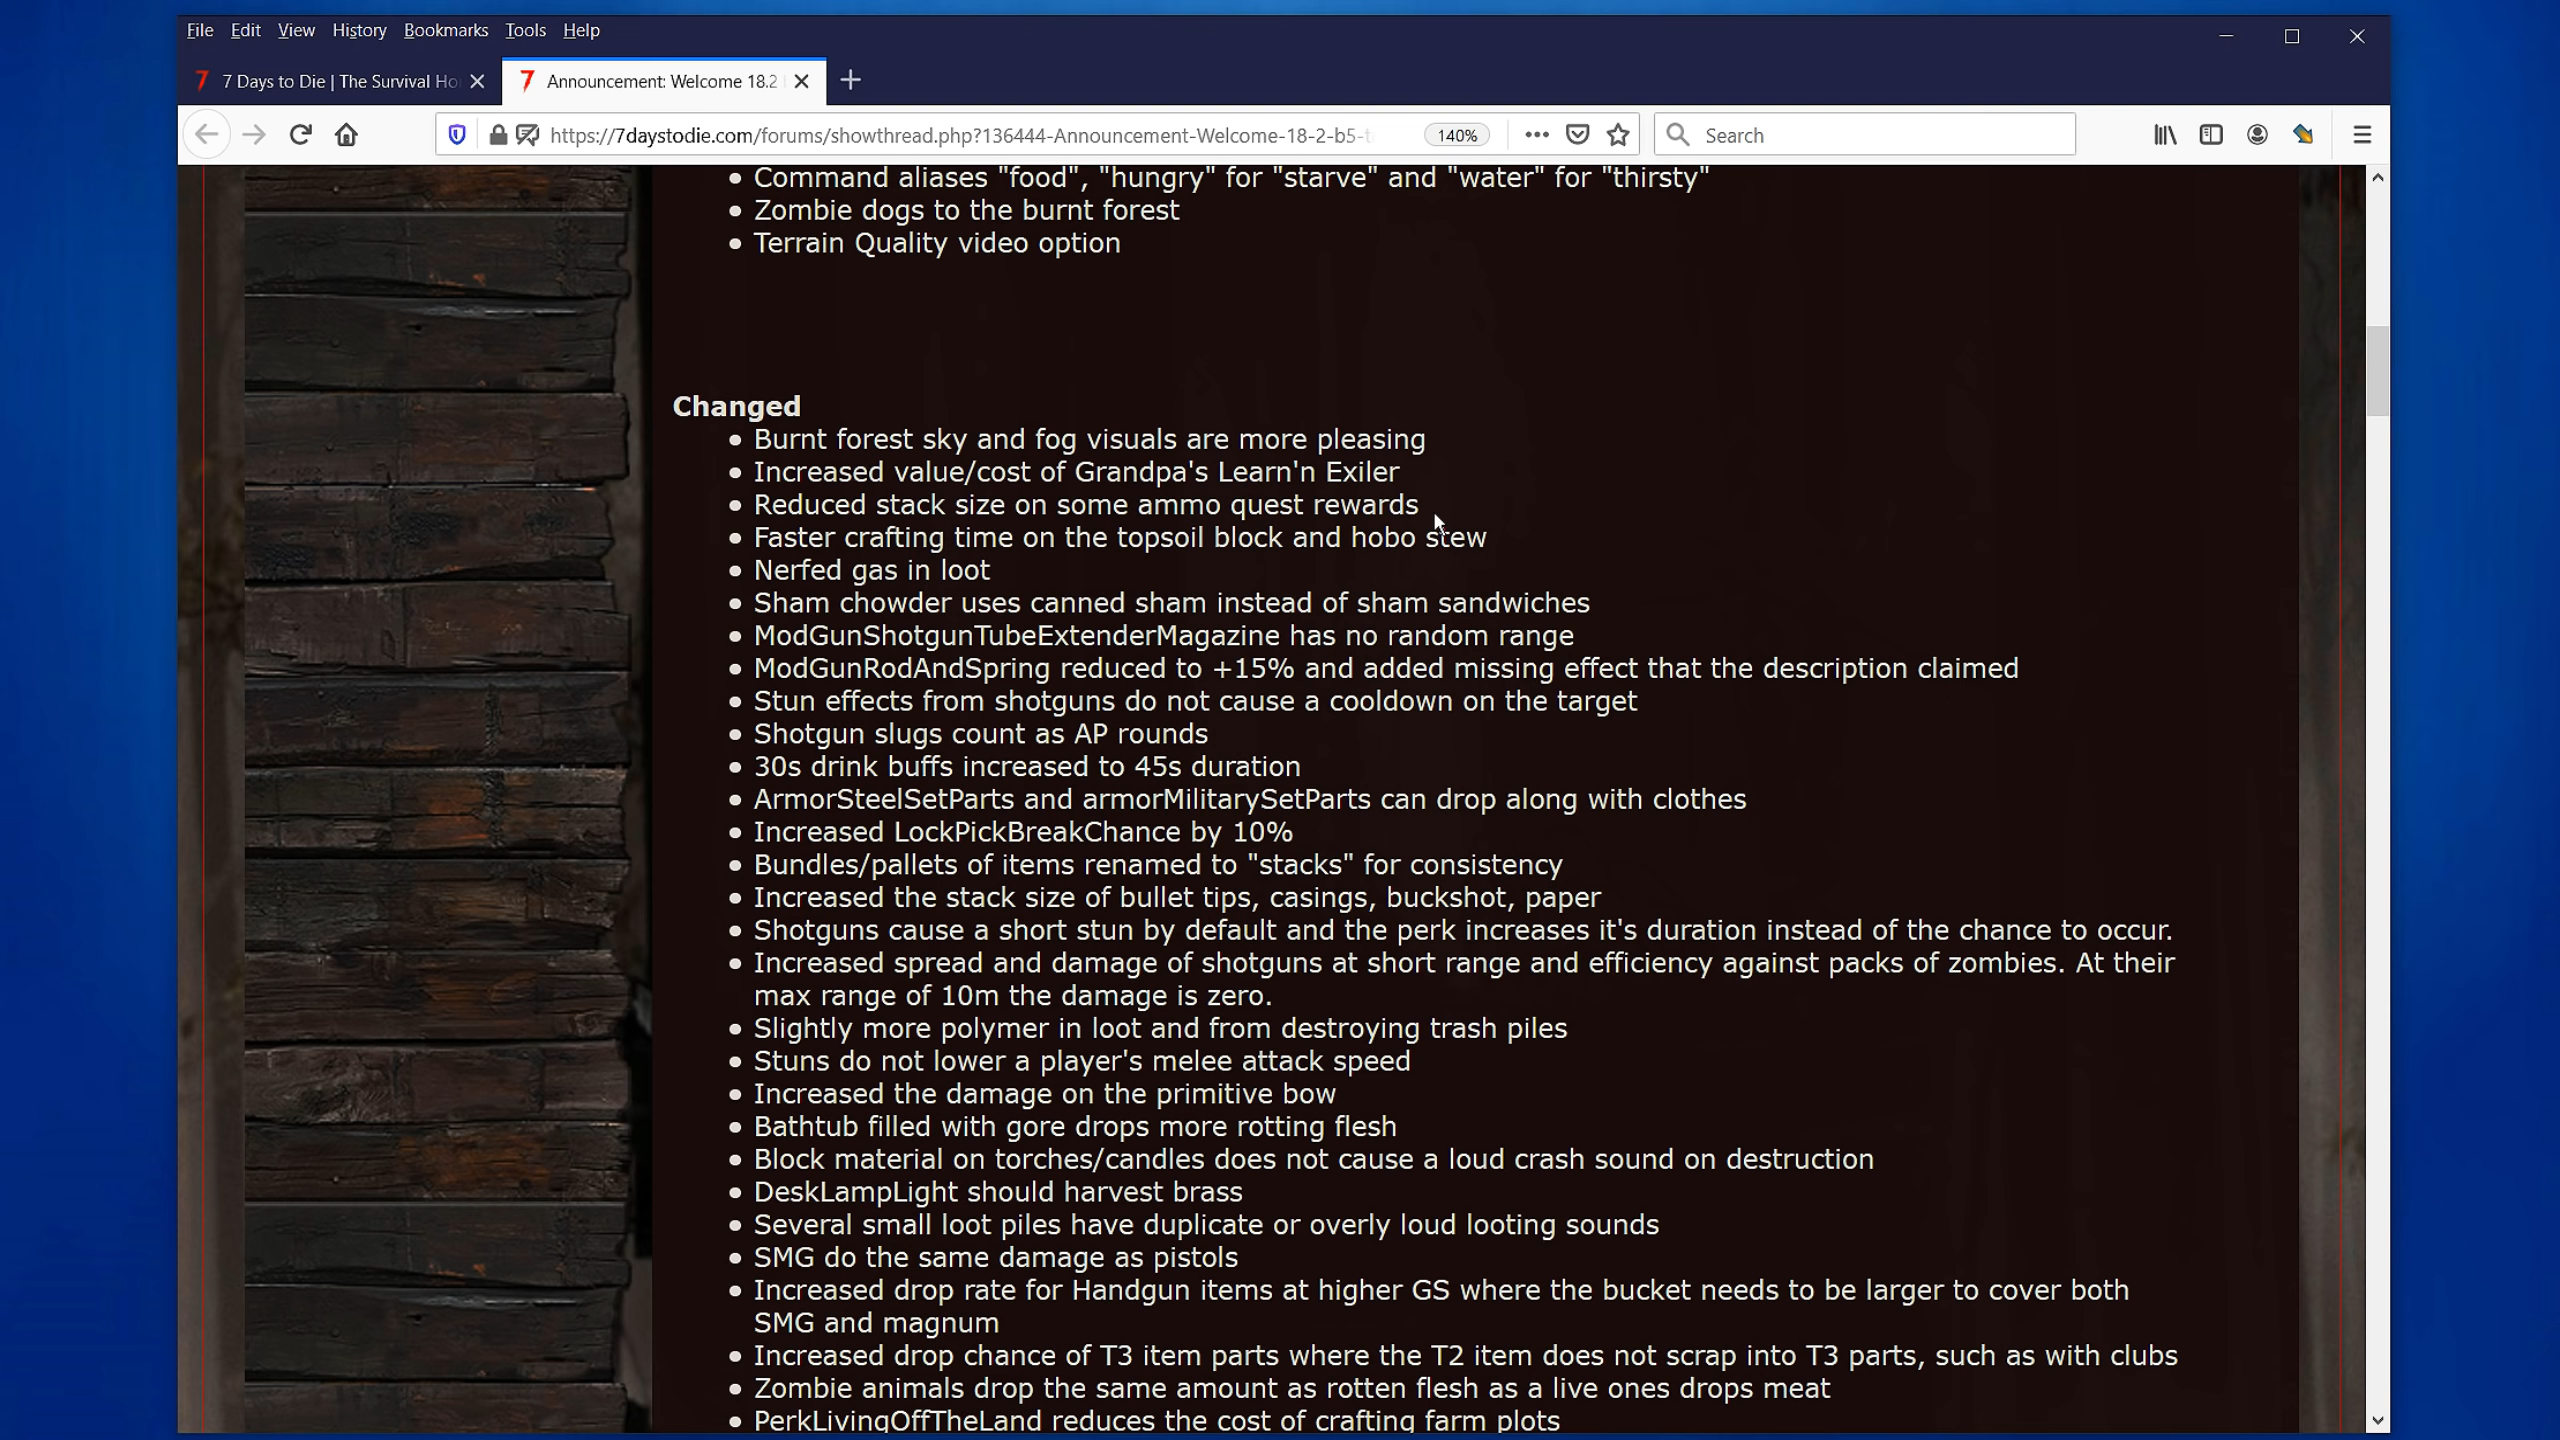 File Edit View History Bookmarks Tools Help
7 Days to Die | The Survival Ho
Announcement: Welcome 18.2
https://7daystodie.com/forums/showthread.php?136444-Announcement-Welcome-18-2-b5-t
140%
Search
• Command aliases "food", "hungry" for "starve" and "water" for "thirsty"
• Zombie dogs to the burnt forest
• Terrain Quality video option
Changed
• Burnt forest sky and fog visuals are more pleasing
• Increased value/cost of Grandpa's Learn'n Exiler
• Reduced stack size on some ammo quest rewards
• Faster crafting time on the topsoil block and hobo stew
• Nerfed gas in loot
• Sham chowder uses canned sham instead of sham sandwiches
• ModGunShotgunTubeExtenderMagazine has no random range
• ModGunRodAndSpring reduced to +15% and added missing effect that the description claimed
• Stun effects from shotguns do not cause a cooldown on the target
• Shotgun slugs count as AP rounds
• 30s drink buffs increased to 45s duration
• ArmorSteelSetParts and armorMilitarySetParts can drop along with clothes
• Increased LockPickBreakChance by 10%
• Bundles/pallets of items renamed to "stacks" for consistency
• Increased the stack size of bullet tips, casings, buckshot, paper
• Shotguns cause a short stun by default and the perk increases it's duration instead of the chance to occur.
• Increased spread and damage of shotguns at short range and efficiency against packs of zombies. At their
max range of 10m the damage is zero.
• Slightly more polymer in loot and from destroying trash piles
• Stuns do not lower a player's melee attack speed
• Increased the damage on the primitive bow
• Bathtub filled with gore drops more rotting flesh
• Block material on torches/candles does not cause a loud crash sound on destruction
• DeskLampLight should harvest brass
• Several small loot piles have duplicate or overly loud looting sounds
• SMG do the same damage as pistols
• Increased drop rate for Handgun items at higher GS where the bucket needs to be larger to cover both
SMG and magnum
• Increased drop chance of T3 item parts where the T2 item does not scrap into T3 parts, such as with clubs
• Zombie animals drop the same amount as rotten flesh as a live ones drops meat
• PerkLivingOffTheLand reduces the cost of crafting farm plots